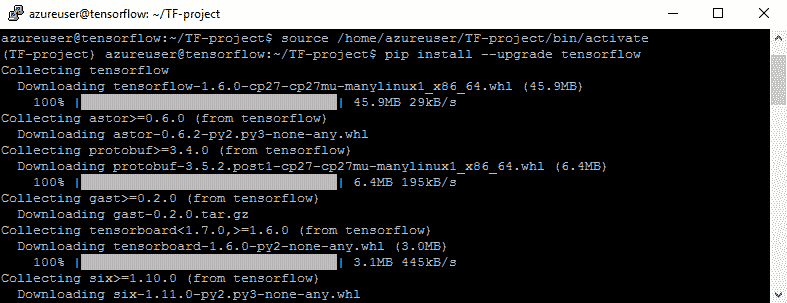 azureuser@tensorflow: ~/TF-project
azureuser@tensorflow:~/TF-project$ source /home/azureuser/TF-project/bin/activate
(TF-project) azureuser@tensorflow:~/TF-project$ pip install --upgrade tensorflow
Collecting tensorflow
  Downloading tensorflow-1.6.0-cp27-cp27mu-manylinux1_x86_64.whl (45.9MB)
    100% |████████████████████████████████| 45.9MB 29kB/s
Collecting astor>=0.6.0 (from tensorflow)
  Downloading astor-0.6.2-py2.py3-none-any.whl
Collecting protobuf>=3.4.0 (from tensorflow)
  Downloading protobuf-3.5.2.post1-cp27-cp27mu-manylinux1_x86_64.whl (6.4MB)
    100% |████████████████████████████████| 6.4MB 195kB/s
Collecting gast>=0.2.0 (from tensorflow)
  Downloading gast-0.2.0.tar.gz
Collecting tensorboard<1.7.0,>=1.6.0 (from tensorflow)
  Downloading tensorboard-1.6.0-py2-none-any.whl (3.0MB)
    100% |████████████████████████████████| 3.1MB 445kB/s
Collecting six>=1.10.0 (from tensorflow)
  Downloading six-1.11.0-py2.py3-none-any.whl